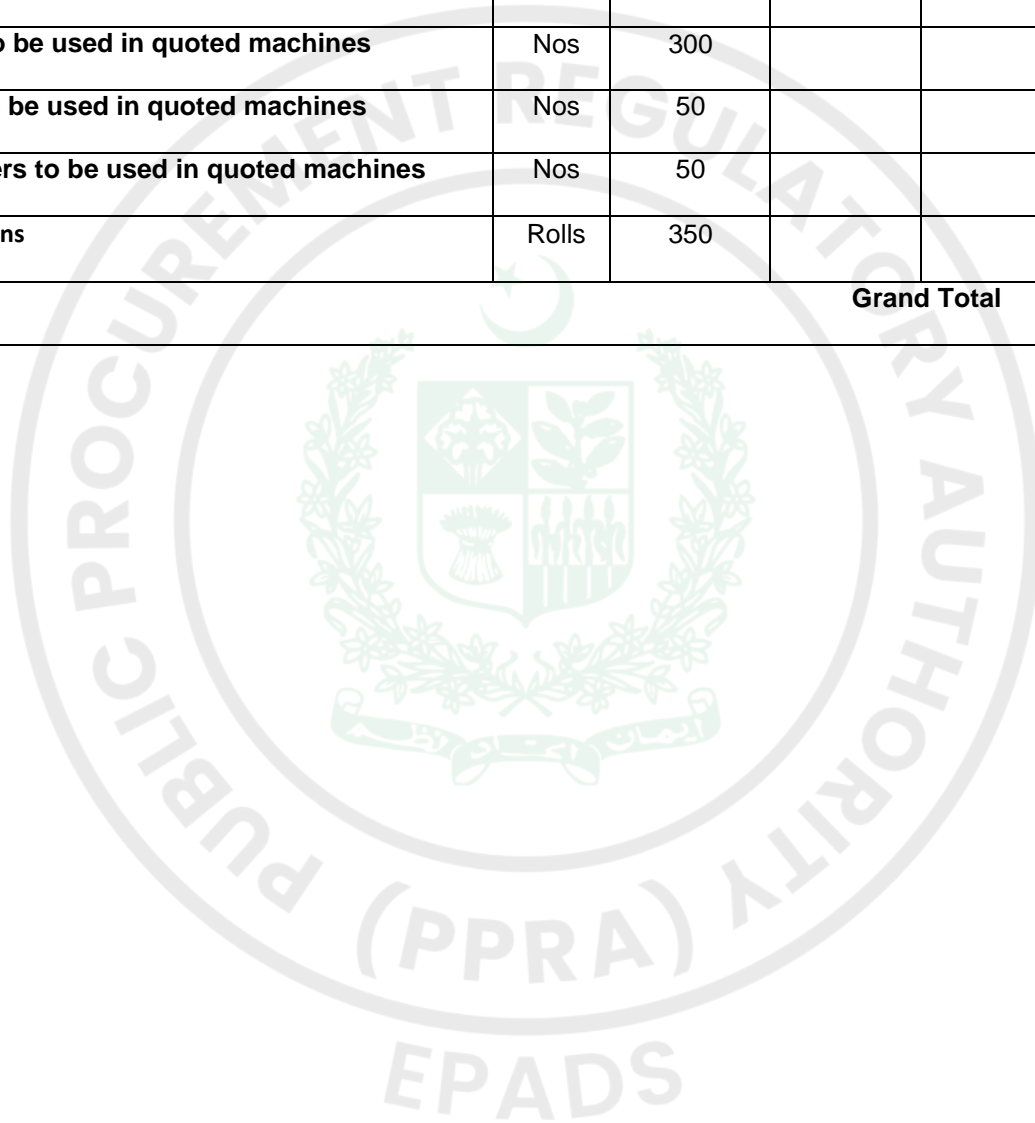 o be used in quoted machines Nos 300
be used in quoted machines Nos 50
ers to be used in quoted machines Nos 50
ns Rolls 350
Grand Total
PUBLIC PROCUREMENT REGULATORY AUTHORITY
(PPRA)
EPADS